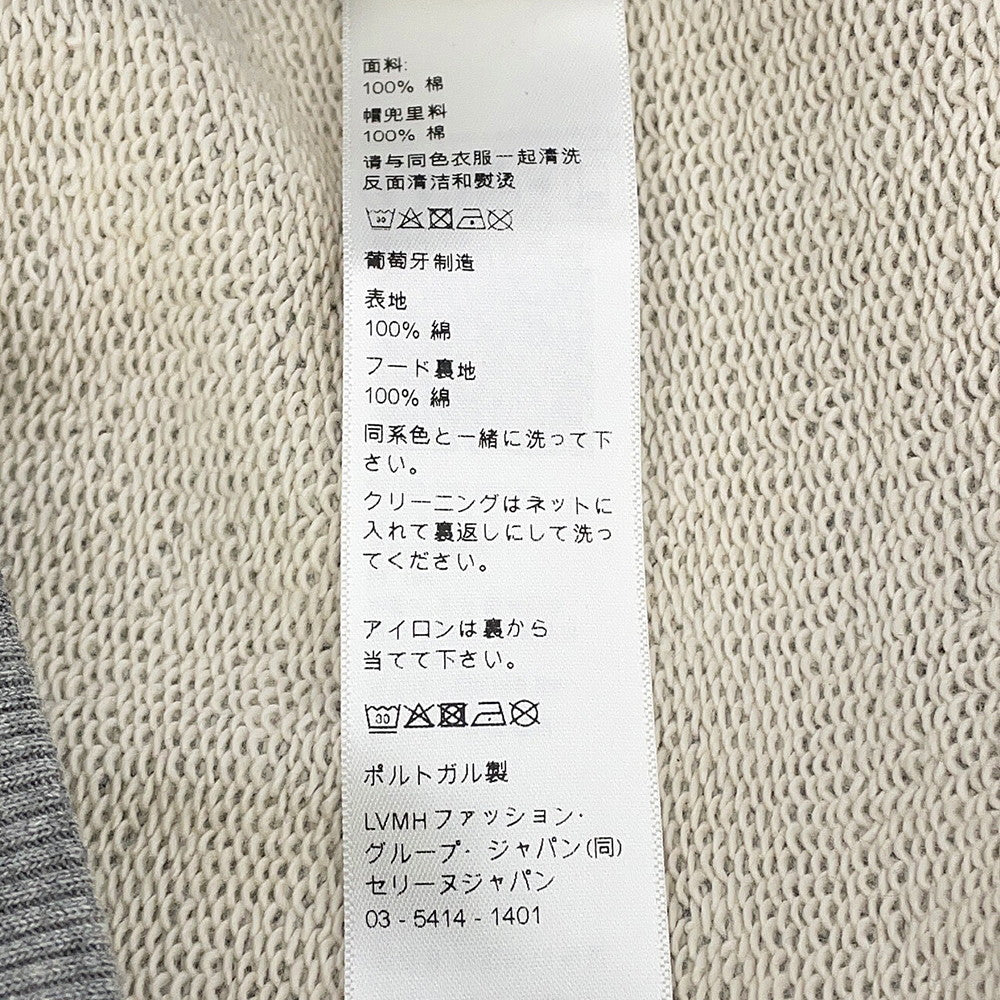 面料:
100% 棉
帽兜里料
100% 棉
请与同色衣服一起清洗
反面清洁和熨烫
30
葡萄牙制造
表地
100% 綿
フード裏地
100% 綿
同系色と一緒に洗って下
さい。
クリーニングはネットに
入れて裏返しにして洗っ
てください。
アイロンは裏から
当てて下さい。
30
ポルトガル製
LVMHファッション・
グループ・ジャパン(同)
セリーヌジャパン
03 - 5414 - 1401